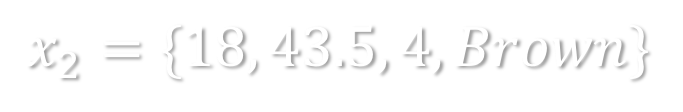 x₂ = {18, 43.5, 4, Brown}